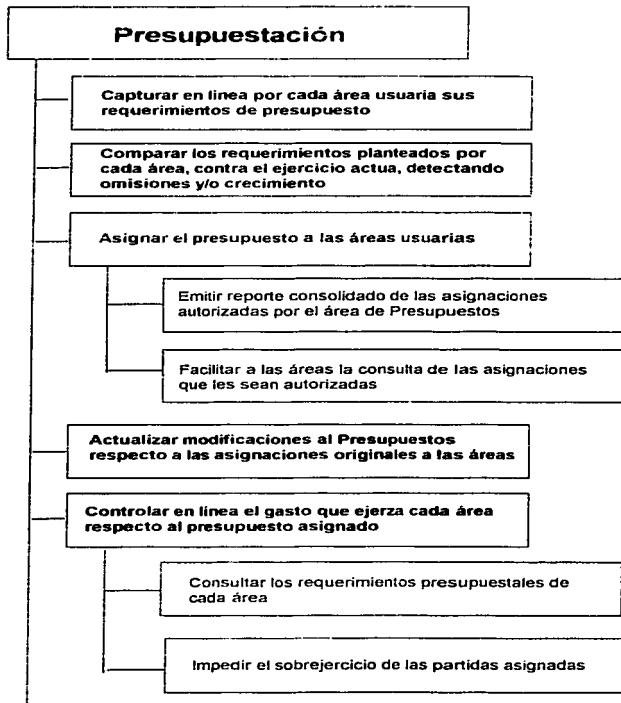 Presupuestación
Capturar en línea por cada área usuaria sus
requerimientos de presupuesto
Comparar los requerimientos planteados por
cada área, contra el ejercicio actua, detectando
omisiones y/o crecimiento
Asignar el presupuesto a las áreas usuarias
Emitir reporte consolidado de las asignaciones
autorizadas por el área de Presupuestos
Facilitar a las áreas la consulta de las asignaciones
que les sean autorizadas
Actualizar modificaciones al Presupuestos
respecto a las asignaciones originales a las áreas
Controlar en línea el gasto que ejerza cada área
respecto al presupuesto asignado
Consultar los requerimientos presupuestales de
cada área
Impedir el sobrejercicio de las partidas asignadas